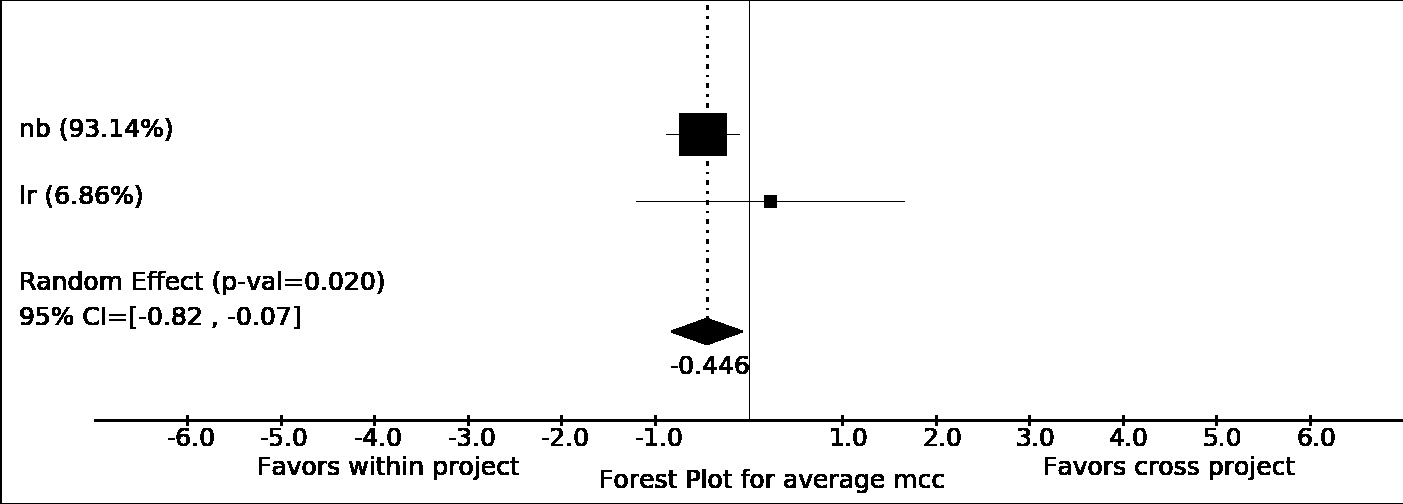 nb (93.14%)
lr (6.86%)
Random Effect (p-val=0.020)
95% CI=[-0.82 , -0.07]
-0.446
-6.0 -5.0 -4.0 -3.0 -2.0 -1.0 1.0 2.0 3.0 4.0 5.0 6.0
Favors within project Favors cross project
Forest Plot for average mcc